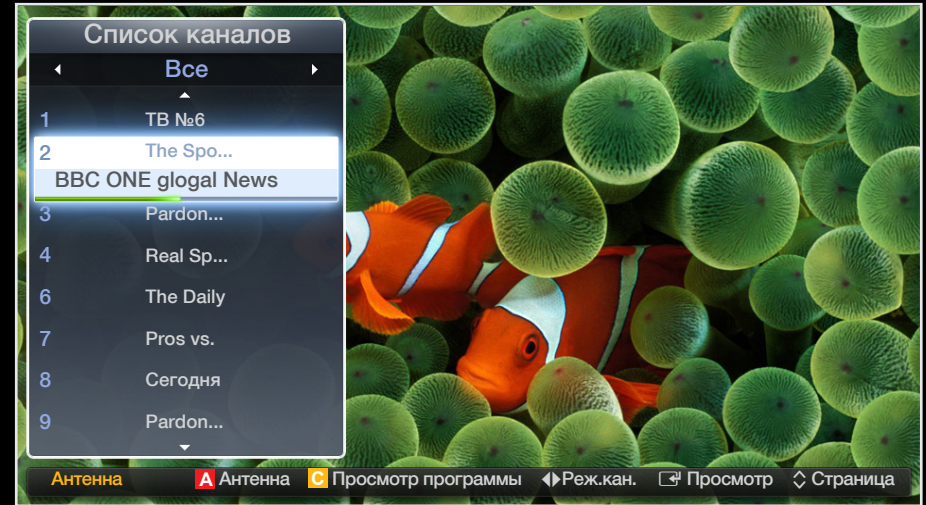 Список каналов
Все
1 ТВ №6
2 The Spo...
BBC ONE glogal News
3 Pardon...
4 Real Sp...
6 The Daily
7 Pros vs.
8 Сегодня
9 Pardon...
Антенна A Антенна C Просмотр программы Реж.кан. Просмотр Страница